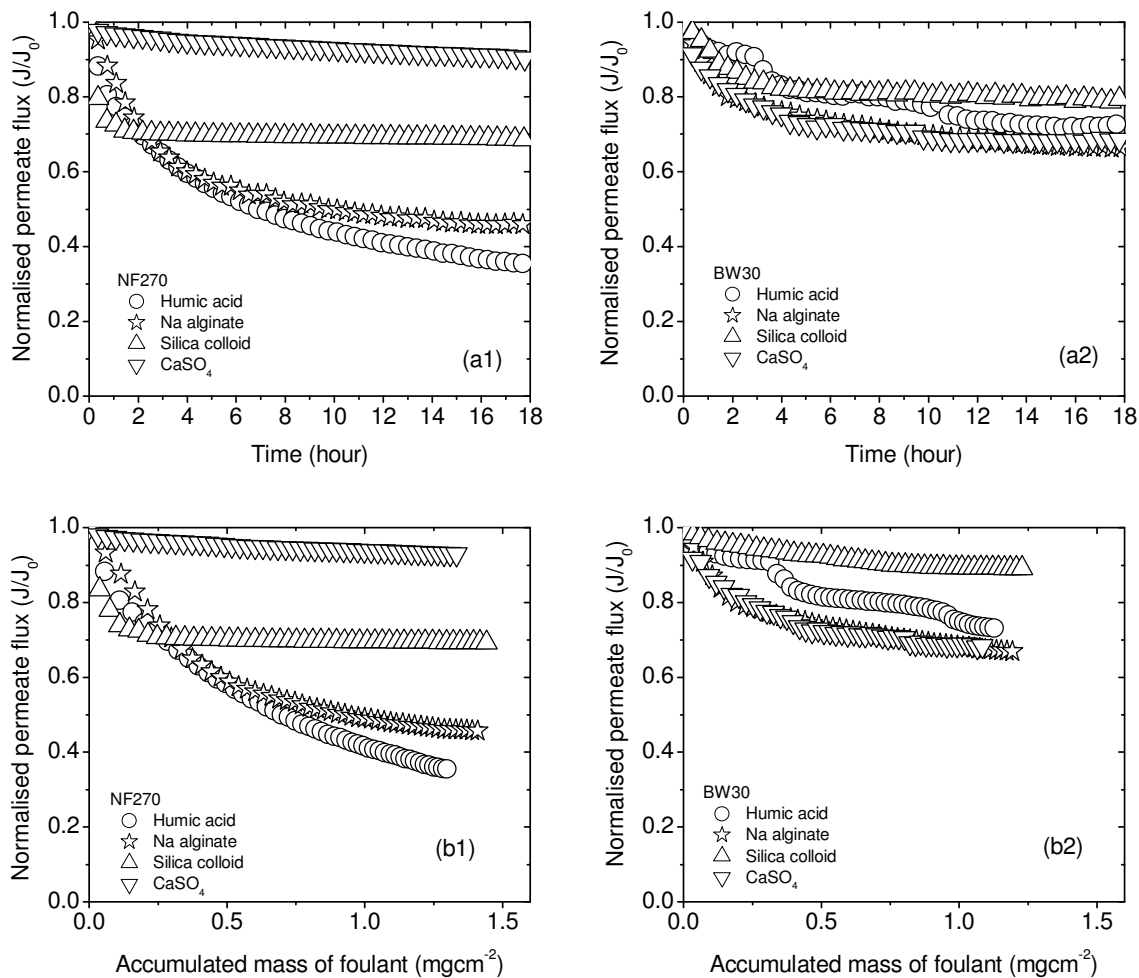 Normalised permeate flux (J/J0)
1.0
0.8
0.6
0.4
0.2
0.0
NF270
Humic acid
Na alginate
Silica colloid
CaSO4
(a1)
0 2 4 6 8 10 12 14 16 18
Time (hour)
Normalised permeate flux (J/J0)
1.0
0.8
0.6
0.4
0.2
0.0
BW30
Humic acid
Na alginate
Silica colloid
CaSO4
(a2)
0 2 4 6 8 10 12 14 16 18
Time (hour)
Normalised permeate flux (J/J0)
1.0
0.8
0.6
0.4
0.2
0.0
NF270
Humic acid
Na alginate
Silica colloid
CaSO4
(b1)
0.0 0.5 1.0 1.5
Accumulated mass of foulant (mgcm-2)
Normalised permeate flux (J/J0)
1.0
0.8
0.6
0.4
0.2
0.0
BW30
Humic acid
Na alginate
Silica colloid
CaSO4
(b2)
0.0 0.5 1.0 1.5
Accumulated mass of foulant (mgcm-2)